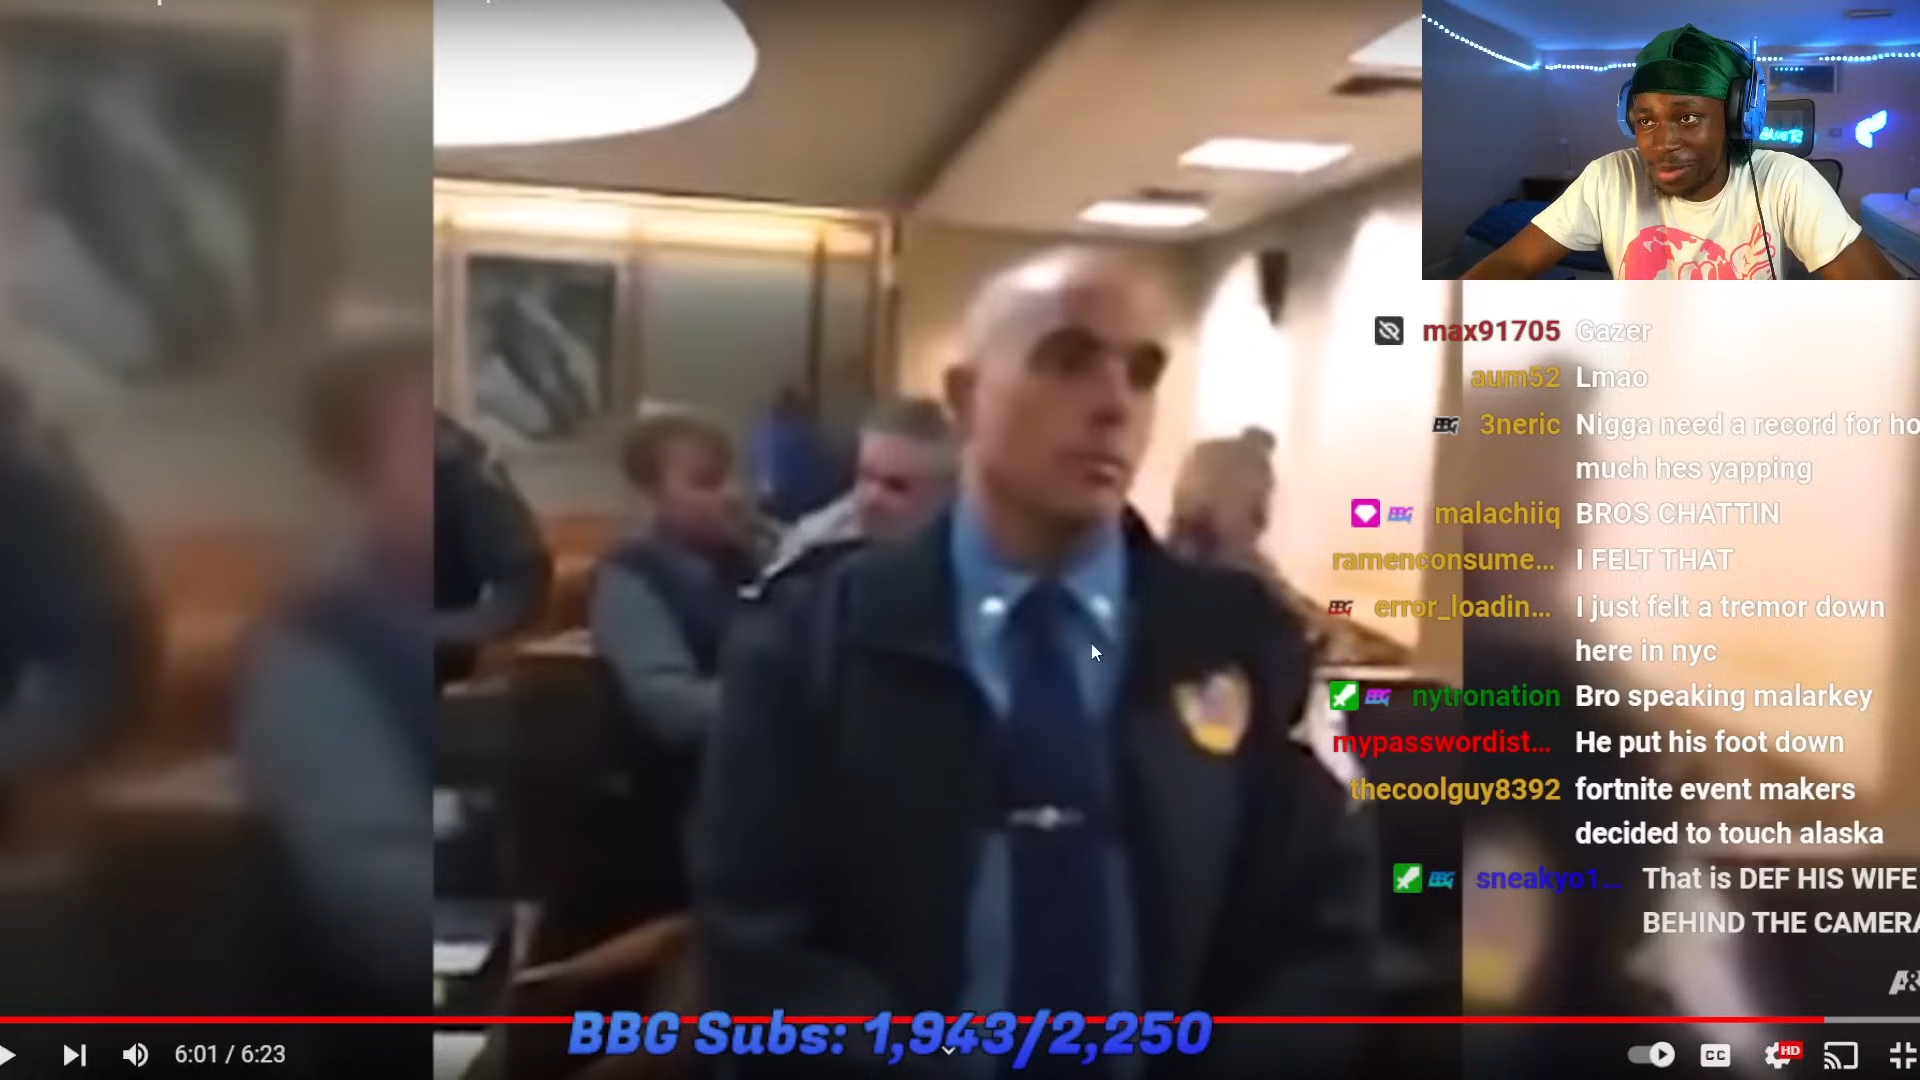 max91705 Gazer
aum52 Lmao
3neric Nigga need a record for ho
much hes yapping
malachiiq BROS CHATTIN
ramenconsume... I FELT THAT
error_loadin... I just felt a tremor down
here in nyc
nytronation Bro speaking malarkey
mypasswordist... He put his foot down
thecoolguy8392 fortnite event makers
decided to touch alaska
sneakyo1... That is DEF HIS WIFE
BEHIND THE CAMERA
A&
BBG Subs: 1,943/2,250
6:01 / 6:23
CC
HD